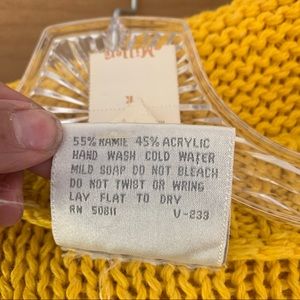 Miller's
55% RAMIE 45% ACRYLIC
HAND WASH COLD WATER
MILD SOAP DO NOT BLEACH
DO NOT TWIST OR WRING
LAY FLAT TO DRY
RN 50811 V-233